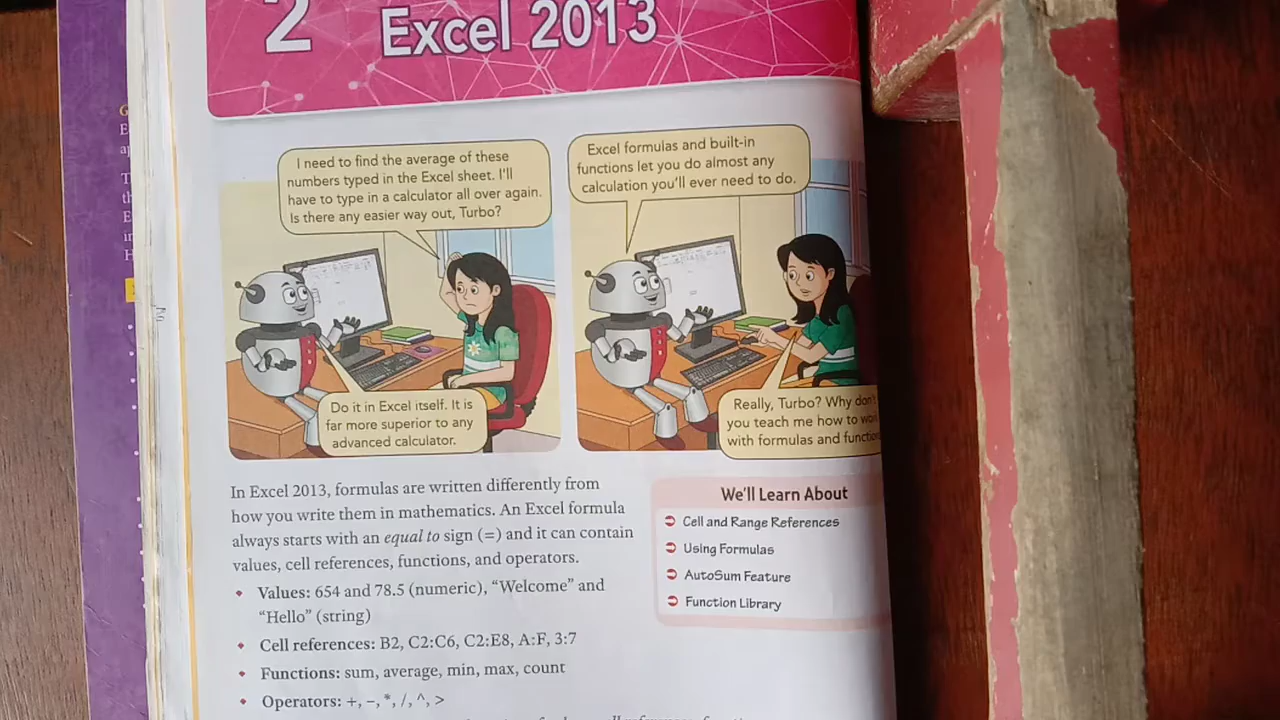 2
Excel 2013
I need to find the average of these
numbers typed in the Excel sheet. I'll
have to type in a calculator all over again.
Is there any easier way out, Turbo?
Do it in Excel itself. It is
far more superior to any
advanced calculator.
Excel formulas and built-in
functions let you do almost any
calculation you'll ever need to do.
Really, Turbo? Why don't
you teach me how to
with formulas and
In Excel 2013, formulas are written differently from
how you write them in mathematics. An Excel formula
always starts with an equal to sign (=) and it can contain
values, cell references, functions, and operators.
• Values: 654 and 78.5 (numeric), “Welcome” and
“Hello” (string)
• Cell references: B2, C2:C6, C2:E8, A:F, 3:7
• Functions: sum, average, min, max, count
• Operators: +, –, *, /, ^, >
We'll Learn About
Cell and Range References
Using Formulas
AutoSum Feature
Function Library